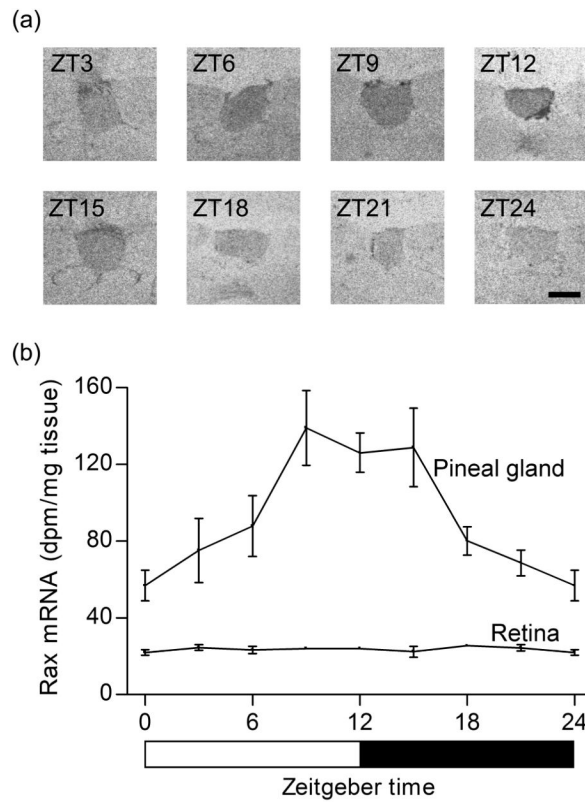 (a)
ZT3 ZT6 ZT9 ZT12
ZT15 ZT18 ZT21 ZT24
(b)
Rax mRNA (dpm/mg tissue)
160
120
80
40
0
Pineal gland
Retina
0 6 12 18 24
Zeitgeber time